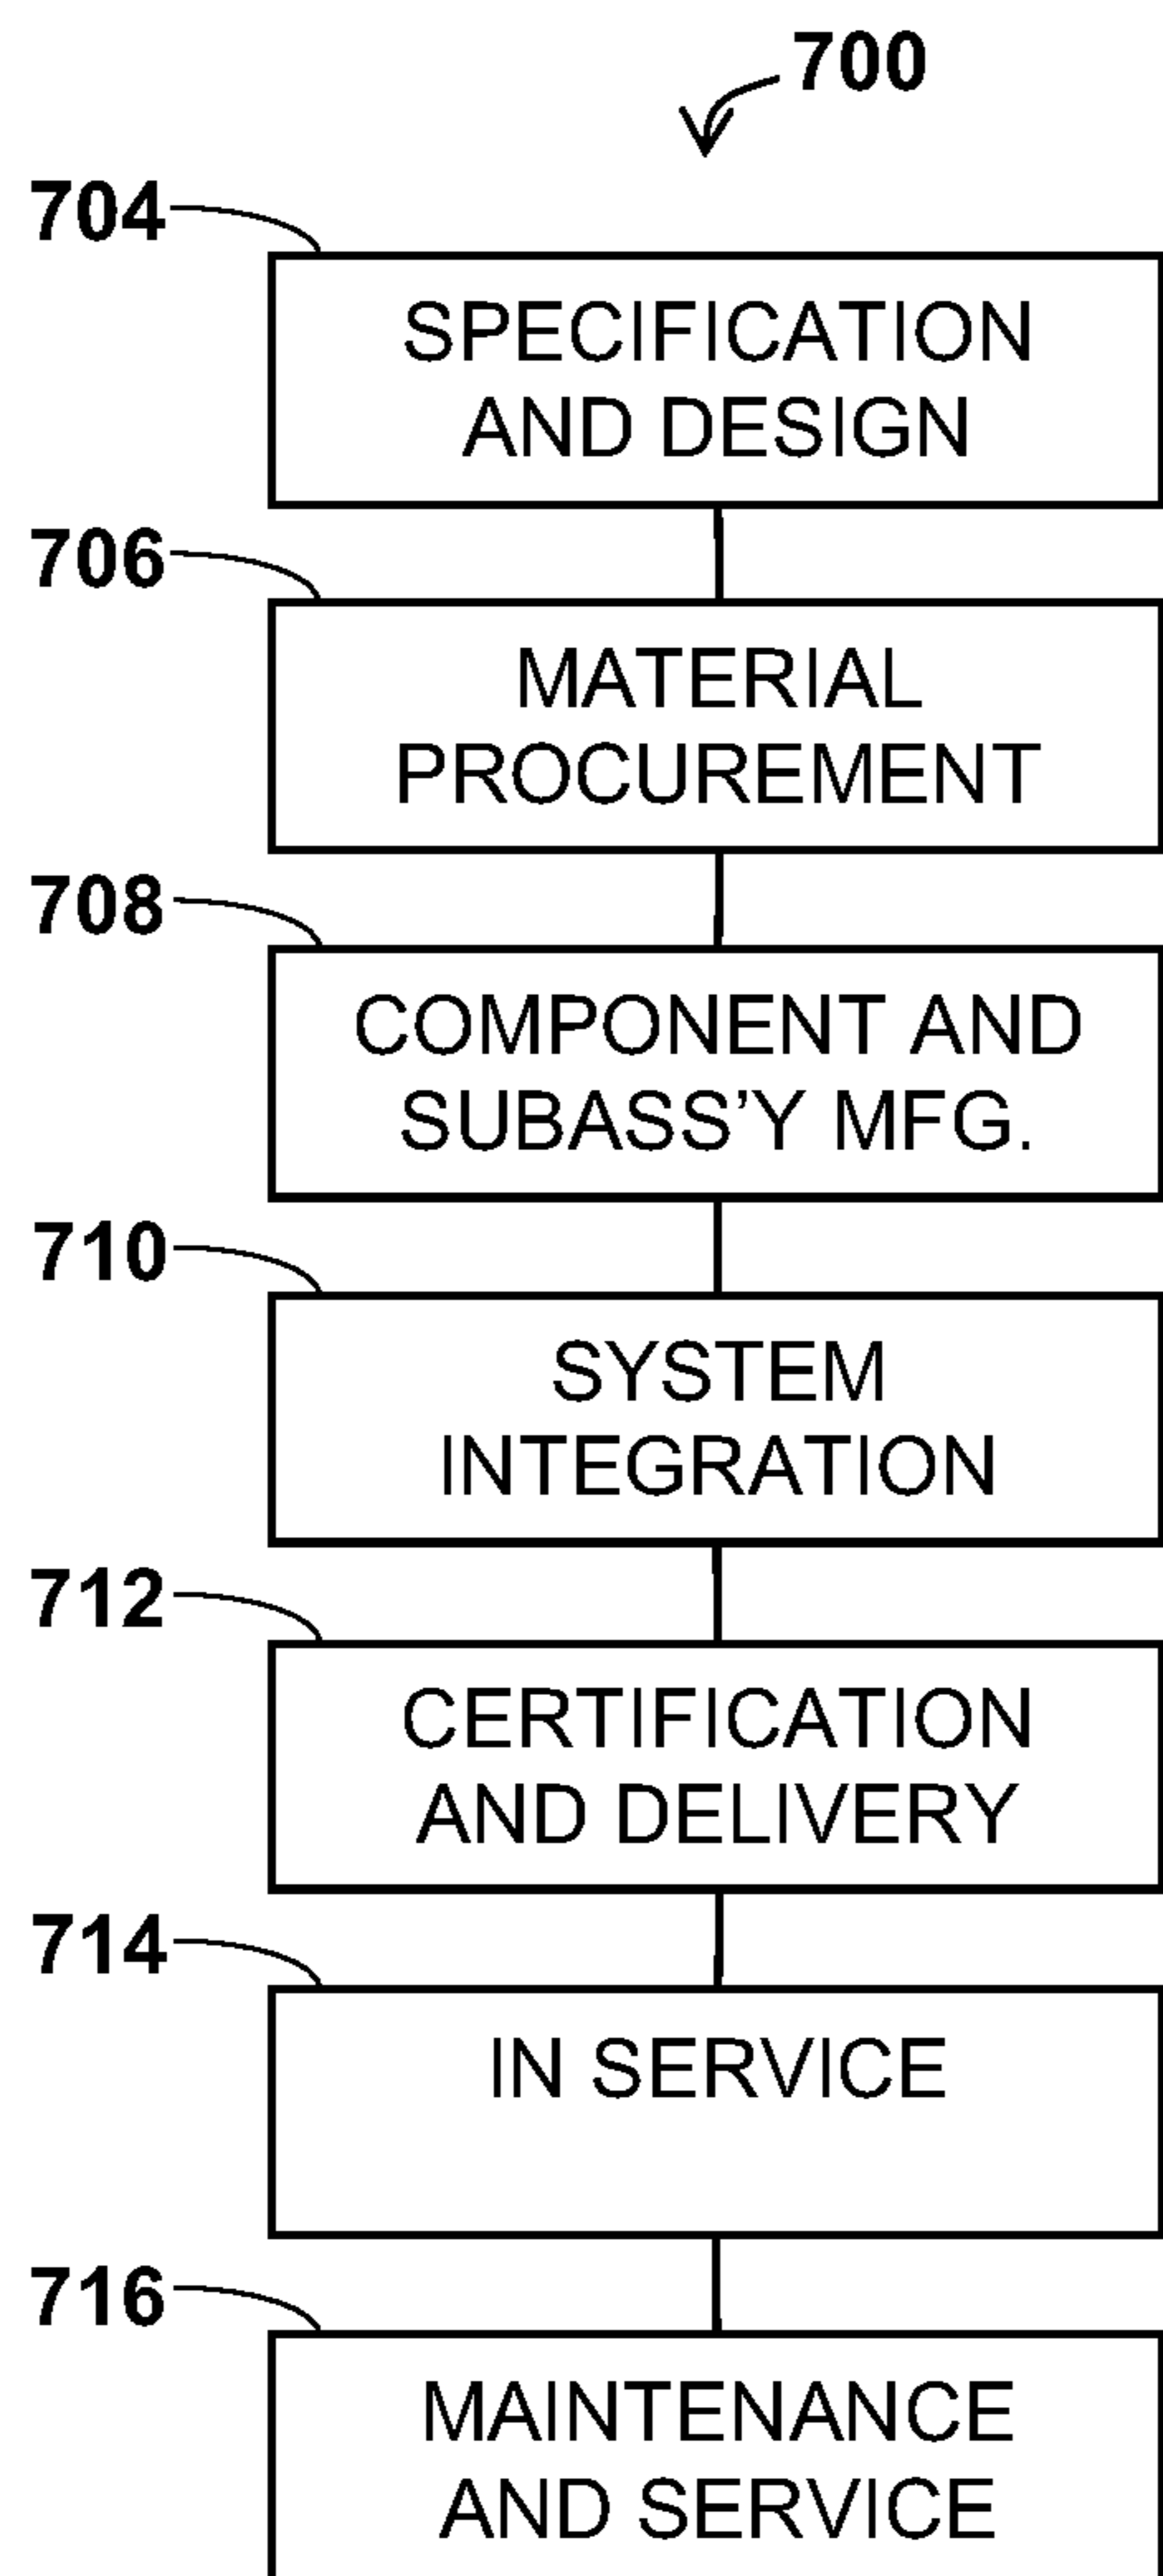 700
704
SPECIFICATION
AND DESIGN
706
MATERIAL
PROCUREMENT
708
COMPONENT AND
SUBASS’Y MFG.
710
SYSTEM
INTEGRATION
712
CERTIFICATION
AND DELIVERY
714
IN SERVICE
716
MAINTENANCE
AND SERVICE